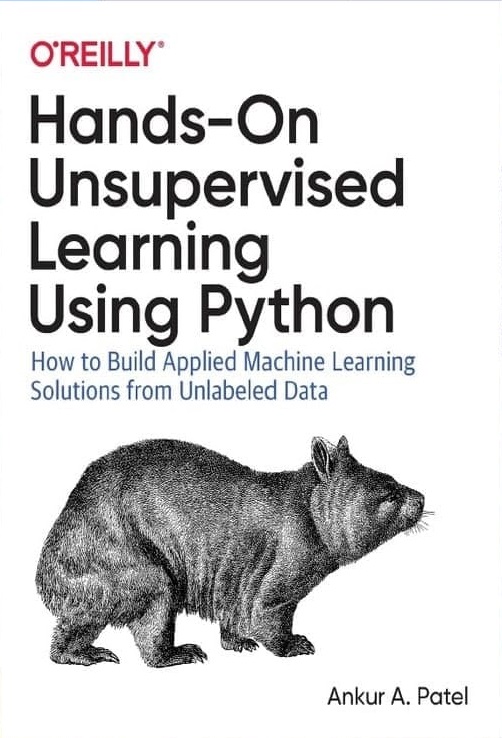 O'REILLY®
Hands-On
Unsupervised
Learning
Using Python
How to Build Applied Machine Learning
Solutions from Unlabeled Data
Ankur A. Patel